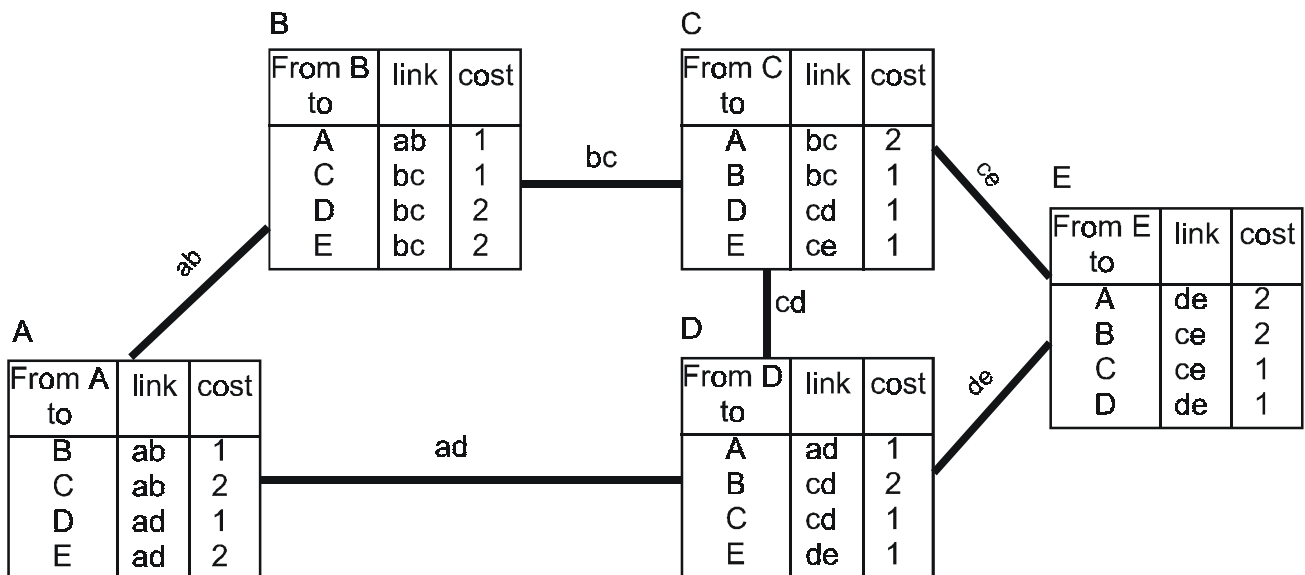 B
From B link cost
to
A ab 1
C bc 1
D bc 2
E bc 2
bc
C
From C link cost
to
A bc 2
B bc 1
D cd 1
E ce 1
ce
E
From E link cost
to
A de 2
B ce 2
C ce 1
D de 1
ab
cd
A
From A link cost
to
B ab 1
C ab 2
D ad 1
E ad 2
ad
D
From D link cost
to
A ad 1
B cd 2
C cd 1
E de 1
de